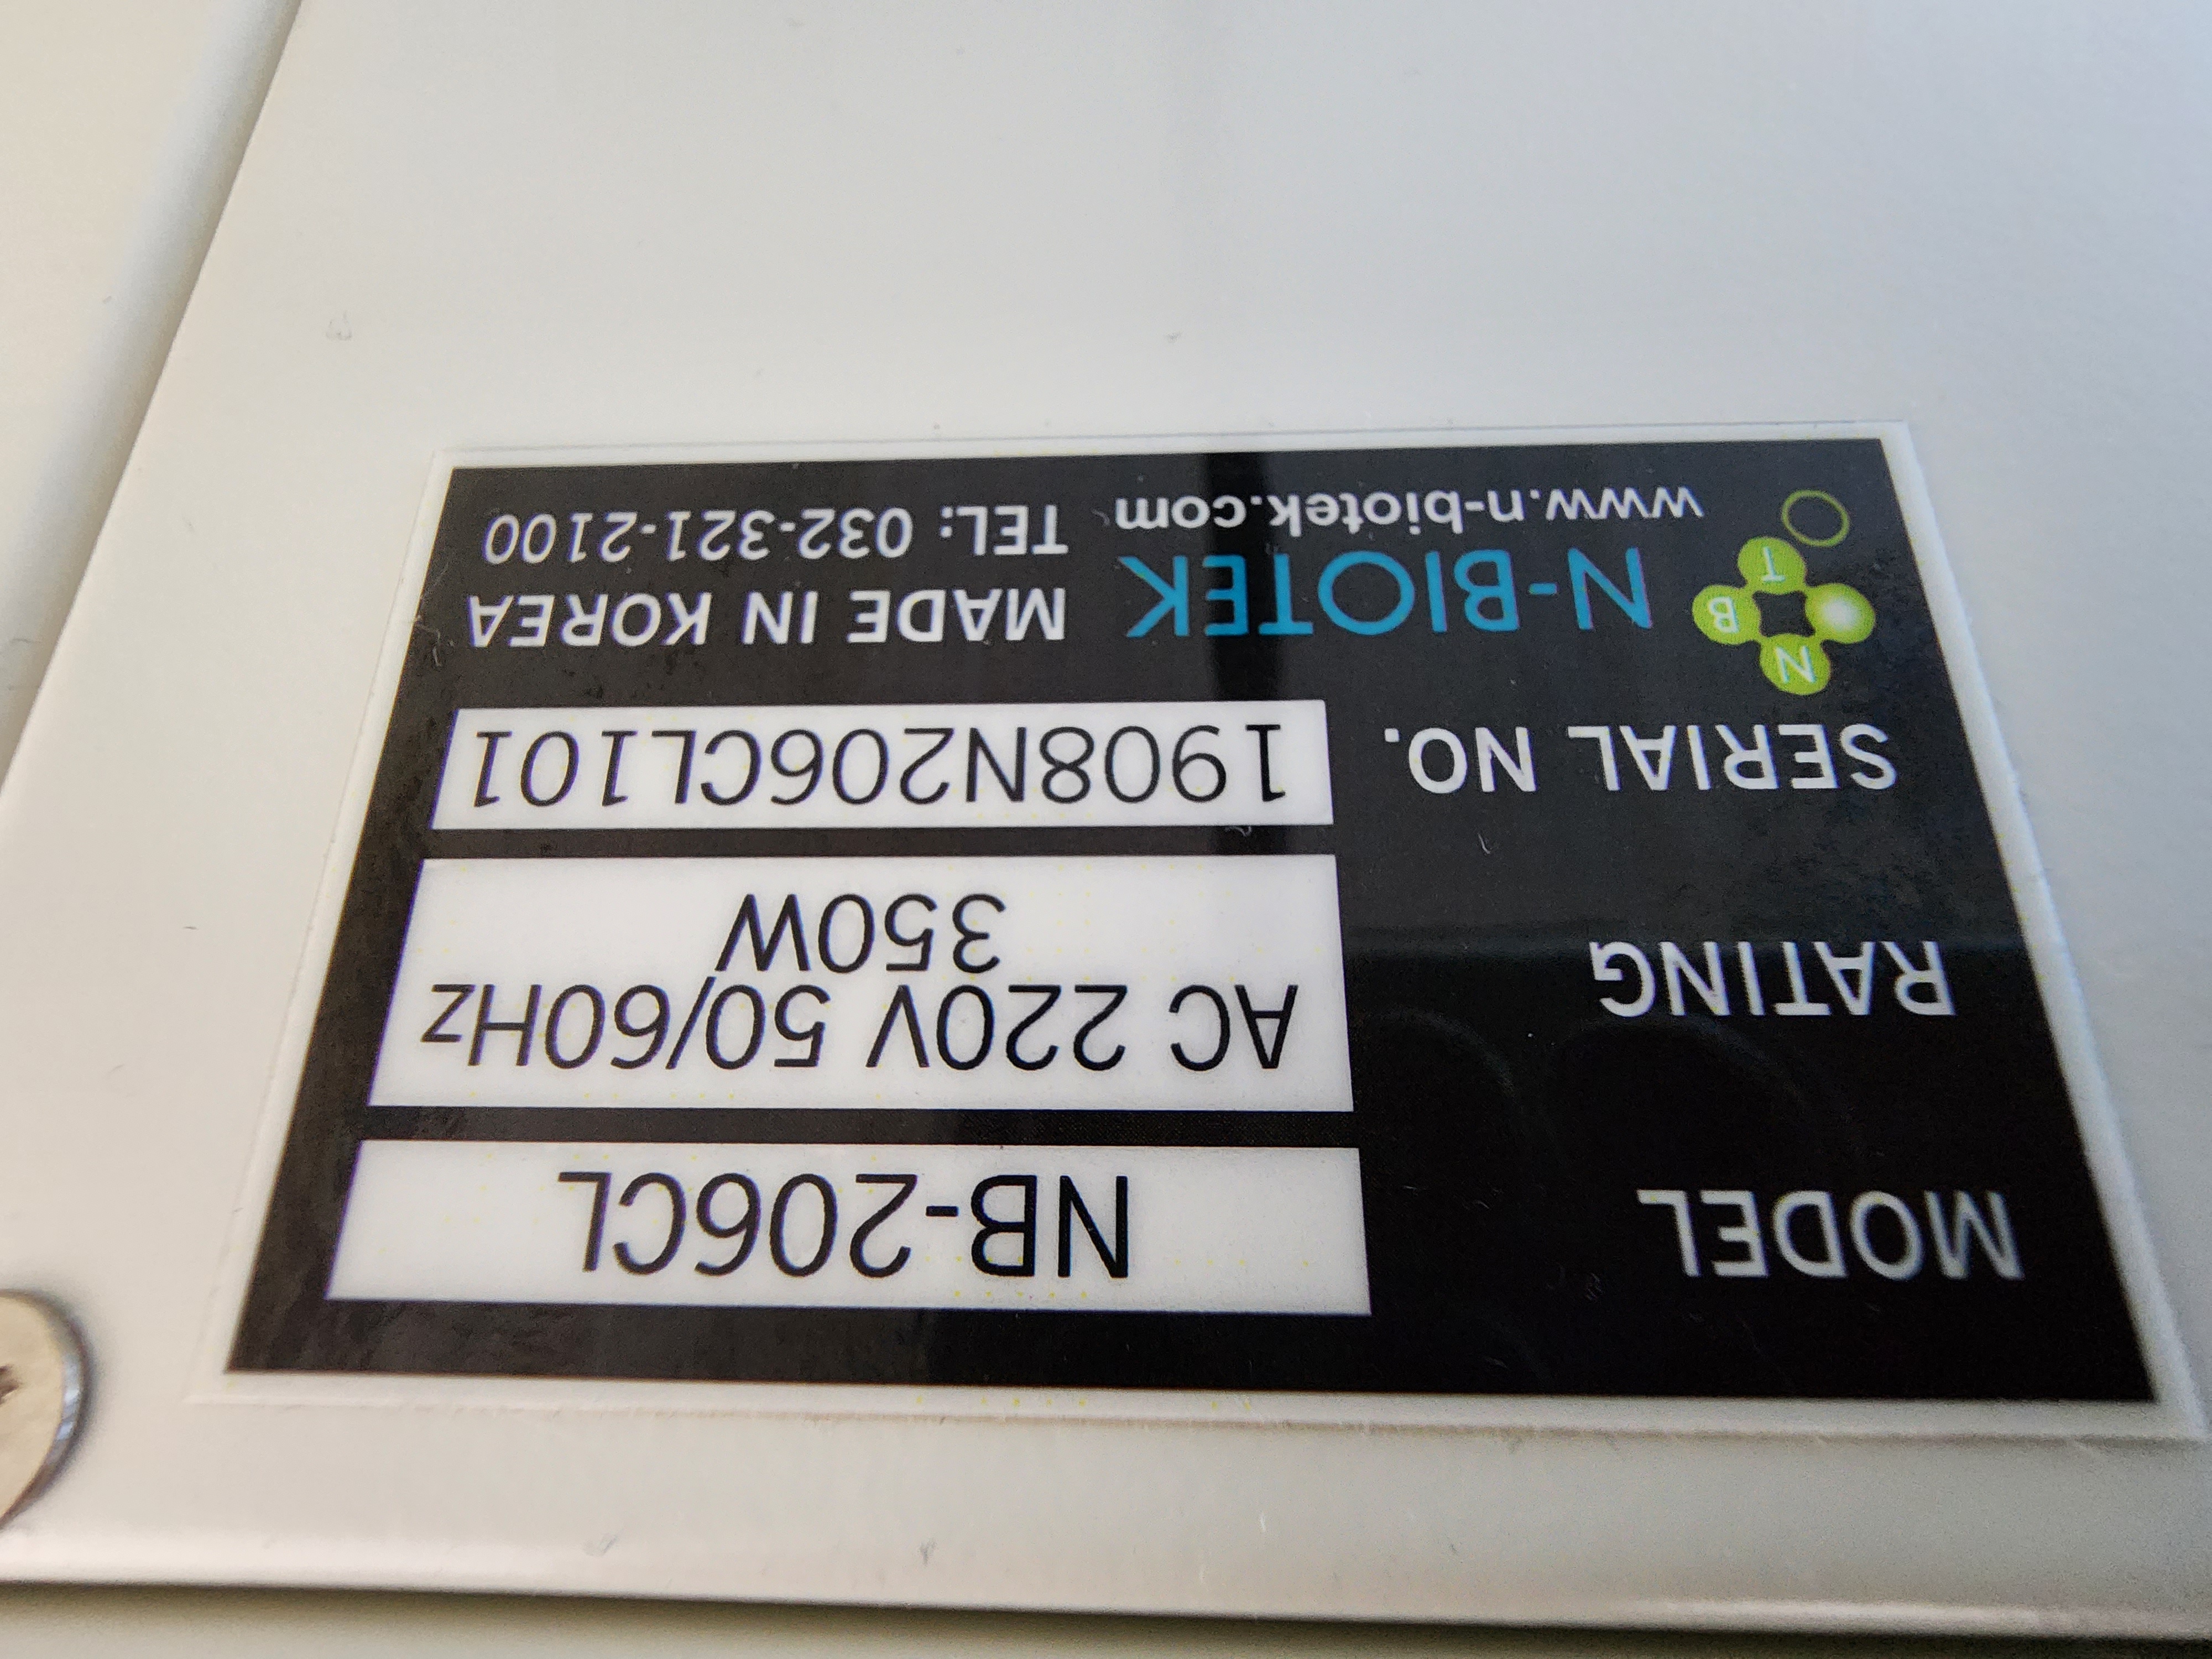 MODEL NB-206CL
RATING AC 220V 50/60Hz
350W
SERIAL NO. 1908N206CL101
N
B
T
N-BIOTEK
www.n-biotek.com
MADE IN KOREA
TEL: 032-321-2100